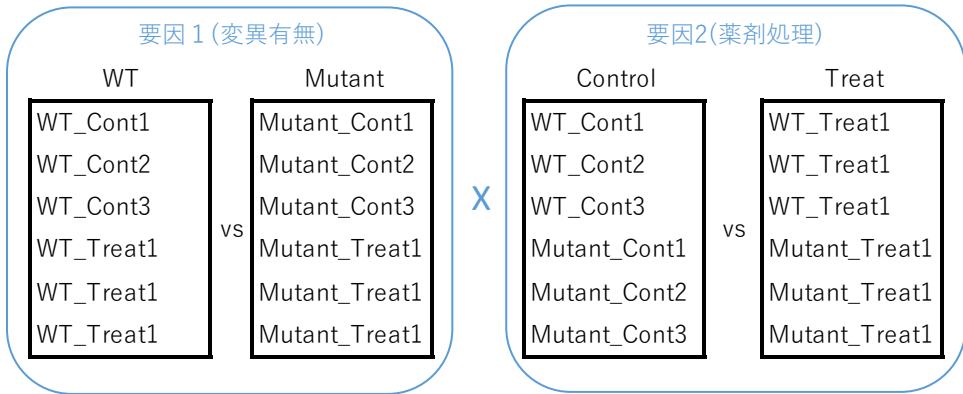 要因１(変異有無)
WT
Mutant
WT_Cont1
WT_Cont2
WT_Cont3
WT_Treat1
WT_Treat1
WT_Treat1
vs
Mutant_Cont1
Mutant_Cont2
Mutant_Cont3
Mutant_Treat1
Mutant_Treat1
Mutant_Treat1
X
要因2(薬剤処理)
Control
Treat
WT_Cont1
WT_Cont2
WT_Cont3
Mutant_Cont1
Mutant_Cont2
Mutant_Cont3
vs
WT_Treat1
WT_Treat1
WT_Treat1
Mutant_Treat1
Mutant_Treat1
Mutant_Treat1